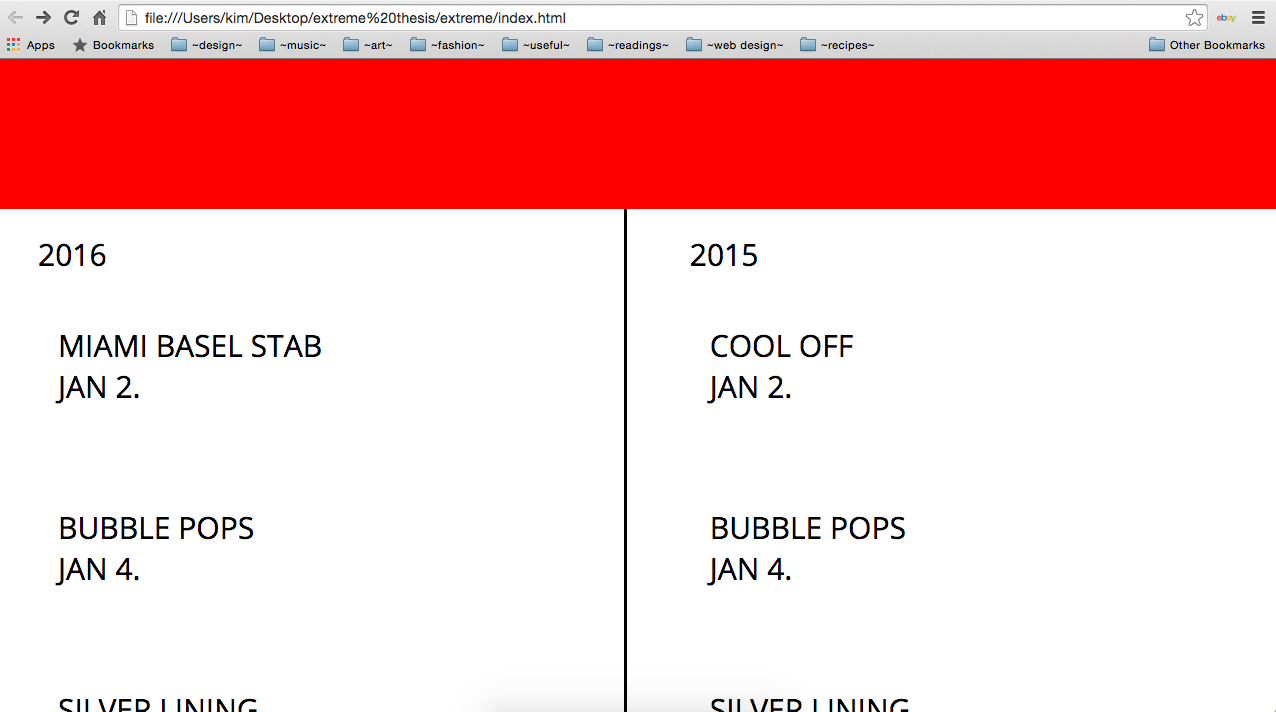 file:///Users/kim/Desktop/extreme%20thesis/extreme/index.html
ebay
Apps Bookmarks ~design~ ~music~ ~art~ ~fashion~ ~useful~ ~readings~ ~web design~ ~recipes~ Other Bookmarks
2016
MIAMI BASEL STAB
JAN 2.
BUBBLE POPS
JAN 4.
SILVER LINING
2015
COOL OFF
JAN 2.
BUBBLE POPS
JAN 4.
SILVER LINING